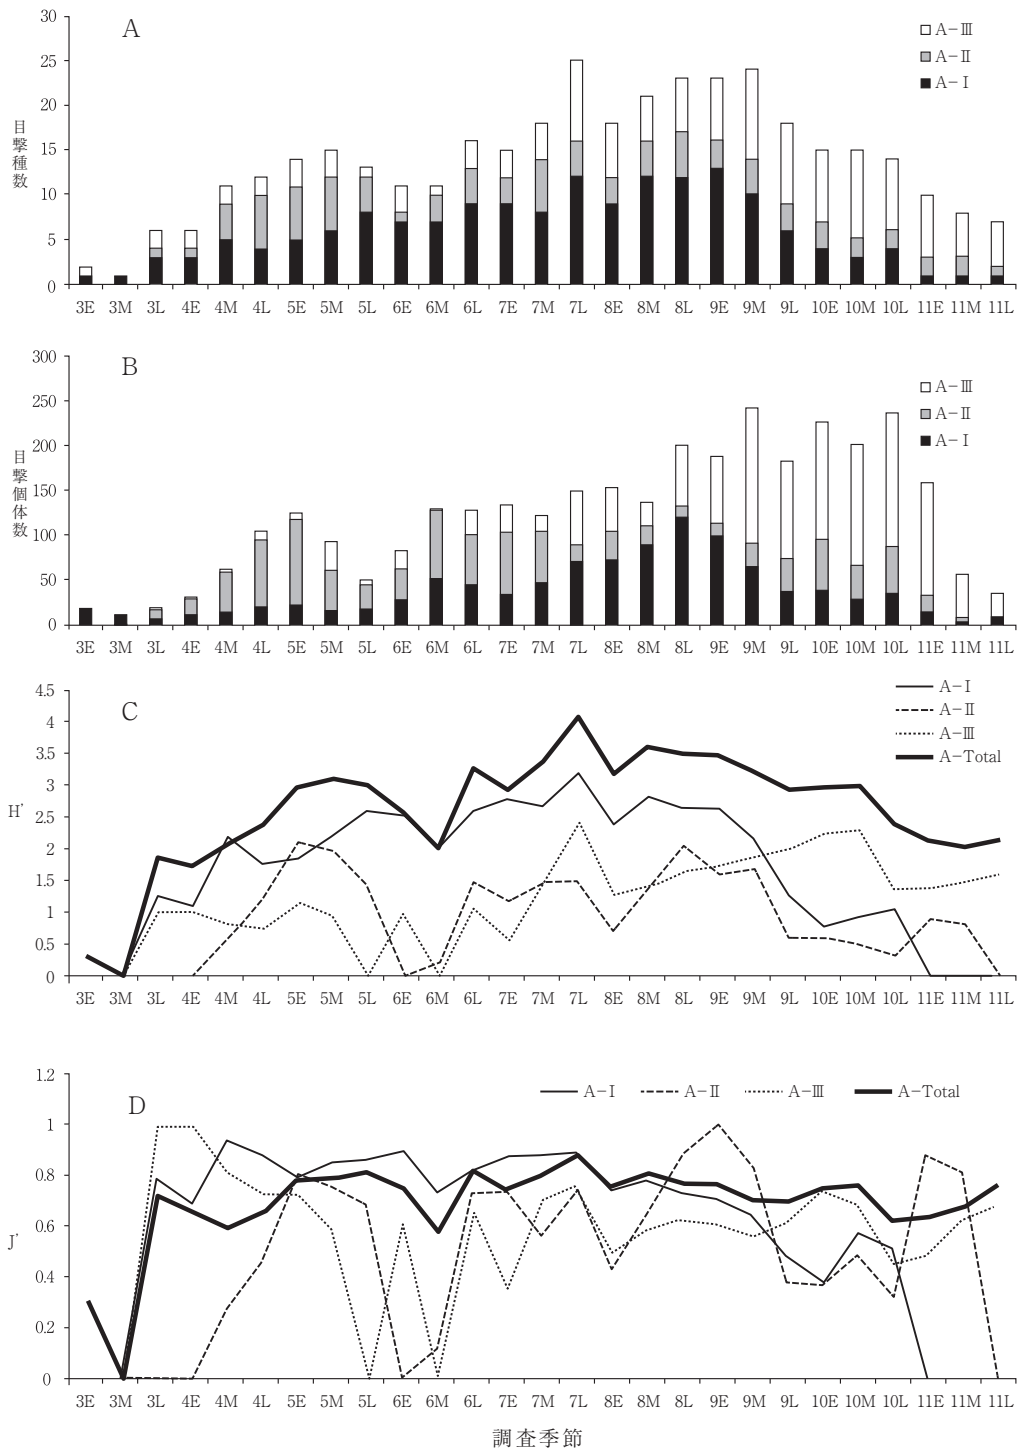 A
30
25
20
15
10
5
0
目撃種数
A-Ⅲ
A-Ⅱ
A-Ⅰ
3E 3M 3L 4E 4M 4L 5E 5M 5L 6E 6M 6L 7E 7M 7L 8E 8M 8L 9E 9M 9L 10E 10M 10L 11E 11M 11L
B
300
250
200
150
100
50
0
目撃個体数
A-Ⅲ
A-Ⅱ
A-Ⅰ
3E 3M 3L 4E 4M 4L 5E 5M 5L 6E 6M 6L 7E 7M 7L 8E 8M 8L 9E 9M 9L 10E 10M 10L 11E 11M 11L
C
4.5
4
3.5
3
2.5
2
1.5
1
0.5
0
H'
A-Ⅰ
A-Ⅱ
A-Ⅲ
A-Total
3E 3M 3L 4E 4M 4L 5E 5M 5L 6E 6M 6L 7E 7M 7L 8E 8M 8L 9E 9M 9L 10E 10M 10L 11E 11M 11L
D
1.2
1
0.8
0.6
0.4
0.2
0
J'
A-Ⅰ A-Ⅱ A-Ⅲ A-Total
3E 3M 3L 4E 4M 4L 5E 5M 5L 6E 6M 6L 7E 7M 7L 8E 8M 8L 9E 9M 9L 10E 10M 10L 11E 11M 11L
調査季節